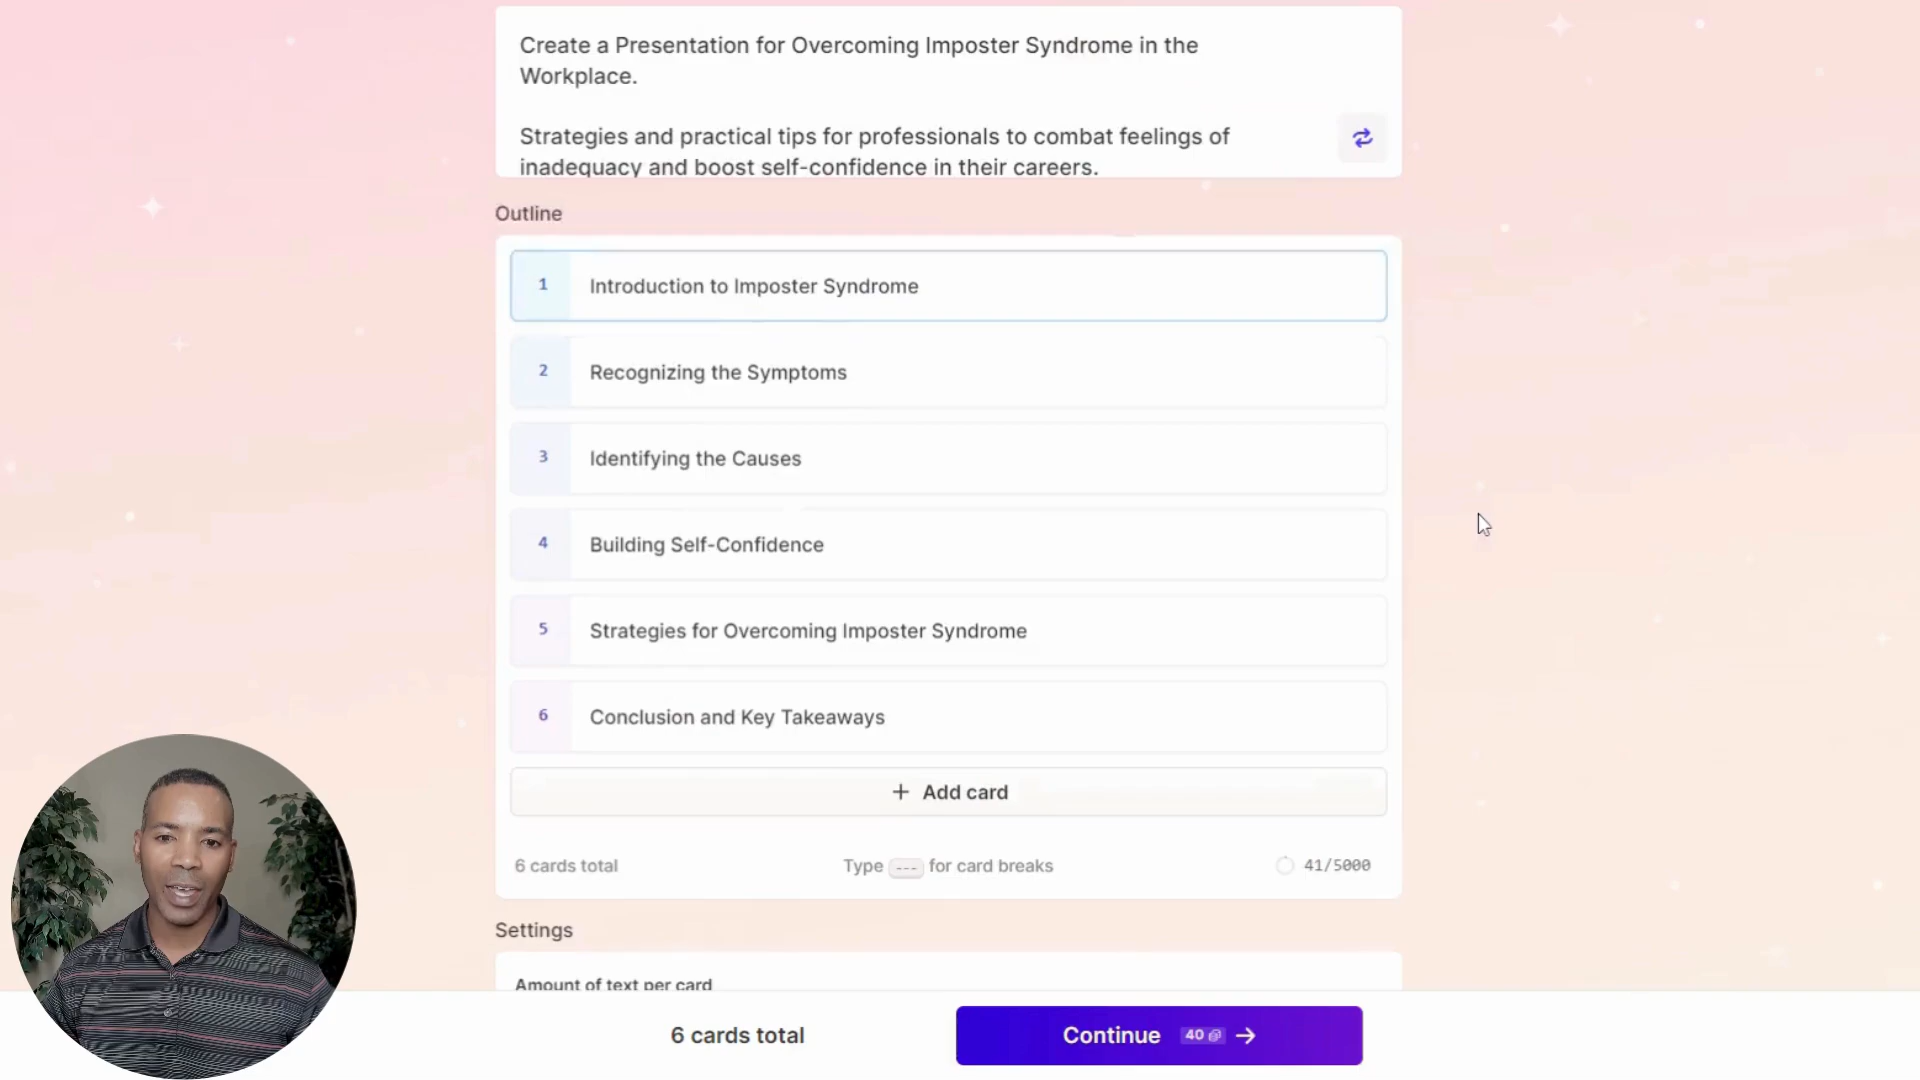 Create a Presentation for Overcoming Imposter Syndrome in the
Workplace.
Strategies and practical tips for professionals to combat feelings of
inadequacy and boost self-confidence in their careers.
Outline
1 Introduction to Imposter Syndrome
2 Recognizing the Symptoms
3 Identifying the Causes
4 Building Self-Confidence
5 Strategies for Overcoming Imposter Syndrome
6 Conclusion and Key Takeaways
+ Add card
6 cards total Type --- for card breaks 41/5000
Settings
Amount of text per card
6 cards total Continue 40 →